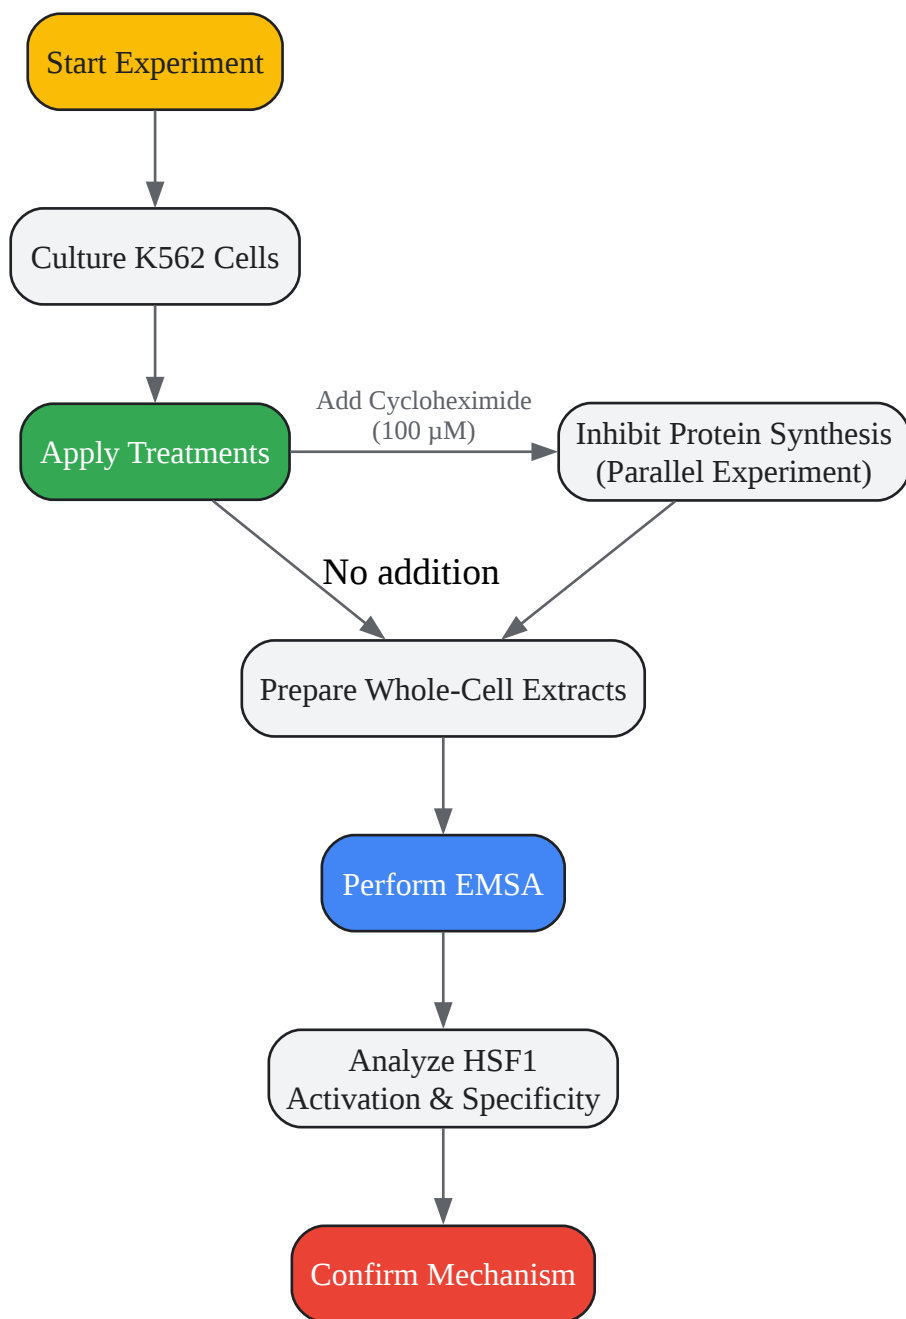 Start Experiment
Culture K562 Cells
Apply Treatments
Add Cycloheximide
(100 µM)
Inhibit Protein Synthesis
(Parallel Experiment)
No addition
Prepare Whole-Cell Extracts
Perform EMSA
Analyze HSF1
Activation & Specificity
Confirm Mechanism